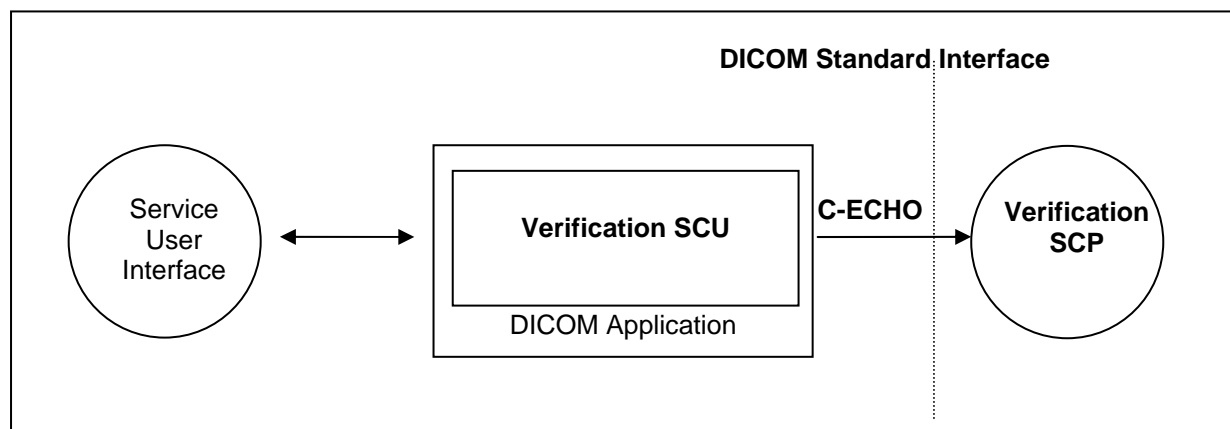 DICOM Standard Interface
Service
User
Interface
Verification SCU
DICOM Application
C-ECHO
Verification
SCP